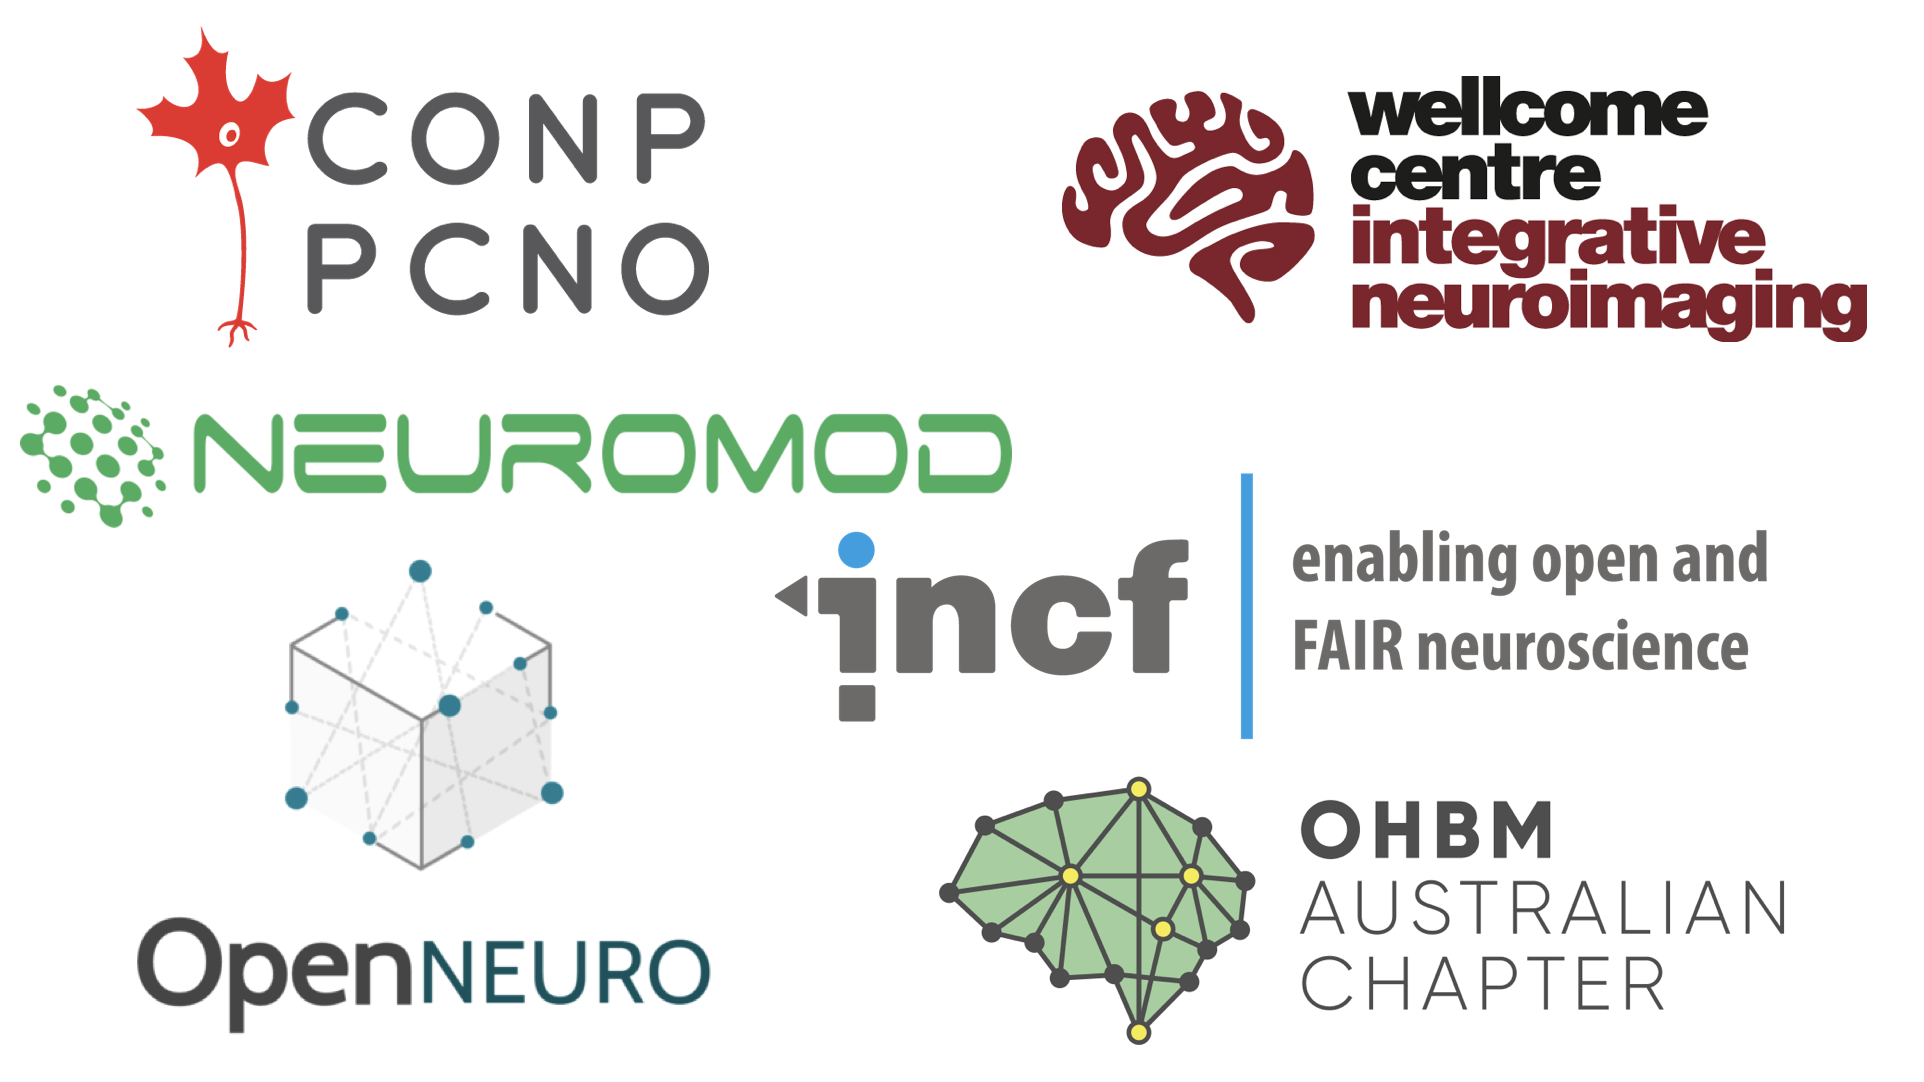 CONP
PCNO
wellcome
centre
integrative
neuroimaging
NEUROMOD
incf
enabling open and
FAIR neuroscience
OpenNEURO
OHBM
AUSTRALIAN
CHAPTER